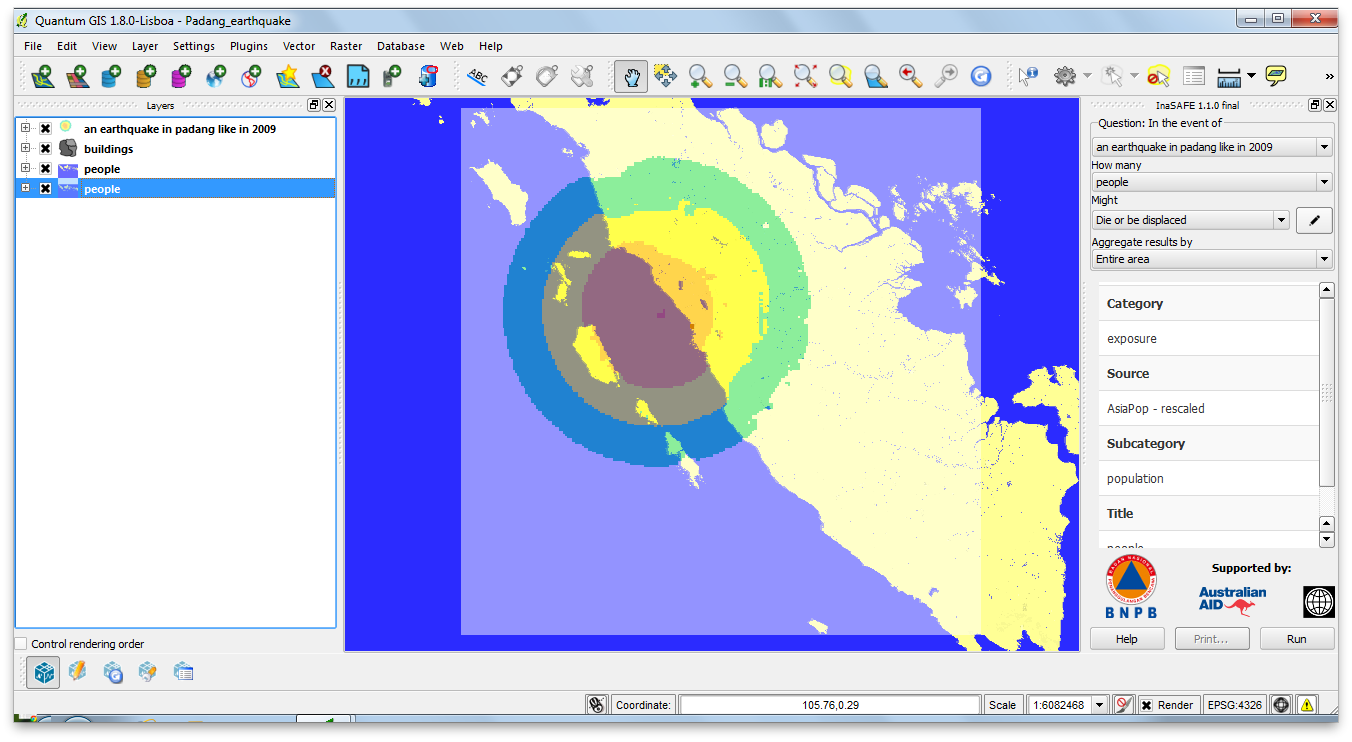 Quantum GIS 1.8.0-Lisboa - Padang_earthquake
File Edit View Layer Settings Plugins Vector Raster Database Web Help
ABC
»
Layers
an earthquake in padang like in 2009
buildings
people
people
Control rendering order
InaSAFE 1.1.0 final
Question: In the event of
an earthquake in padang like in 2009
How many
people
Might
Die or be displaced
Aggregate results by
Entire area
Category
exposure
Source
AsiaPop - rescaled
Subcategory
population
Title
people
BNPB
Supported by:
Australian
AID
Help Print... Run
Coordinate: 105.76,0.29 Scale 1:6082468 Render EPSG:4326